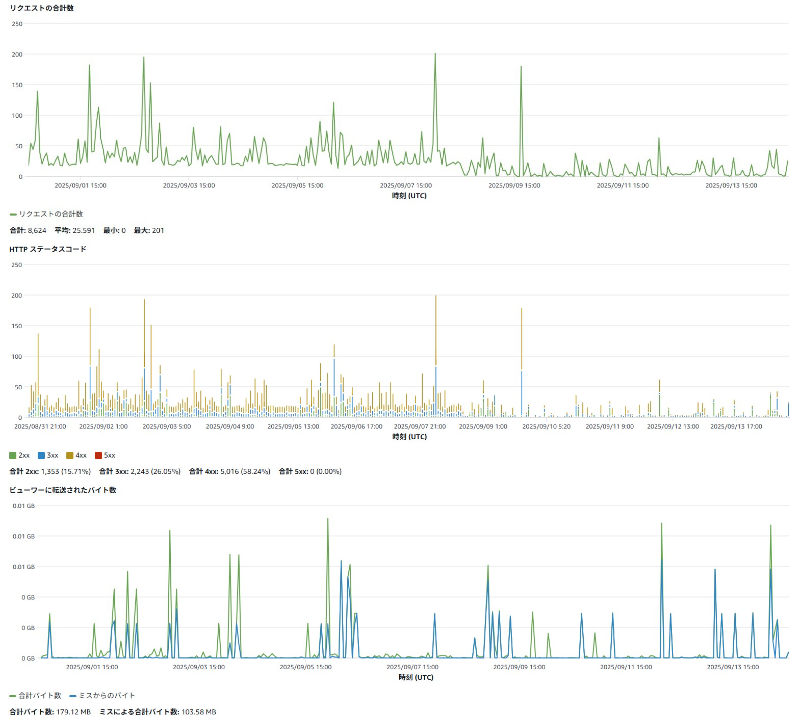 リクエストの合計数
250
200
150
100
50
0
2025/09/01 15:00 2025/09/03 15:00 2025/09/05 15:00 2025/09/07 15:00 2025/09/09 15:00 2025/09/11 15:00 2025/09/13 15:00
時刻 (UTC)
リクエストの合計数
合計: 8,624 平均: 25.591 最小: 0 最大: 201
HTTP ステータスコード
250
200
150
100
50
0
2025/08/31 21:00 2025/09/02 1:00 2025/09/03 5:00 2025/09/04 9:00 2025/09/05 13:00 2025/09/06 17:00 2025/09/07 21:00 2025/09/09 1:00 2025/09/10 5:20 2025/09/11 9:00 2025/09/12 13:00 2025/09/13 17:00
時刻 (UTC)
2xx 3xx 4xx 5xx
合計 2xx: 1,353 (15.71%) 合計 3xx: 2,243 (26.05%) 合計 4xx: 5,016 (58.24%) 合計 5xx: 0 (0.00%)
ビューワーに転送されたバイト数
0.01 GB
0.01 GB
0.01 GB
0 GB
0 GB
0 GB
2025/09/01 15:00 2025/09/03 15:00 2025/09/05 15:00 2025/09/07 15:00 2025/09/09 15:00 2025/09/11 15:00 2025/09/13 15:00
時刻 (UTC)
合計バイト数 ミスからのバイト
合計バイト数: 179.12 MB ミスによる合計バイト数: 103.58 MB